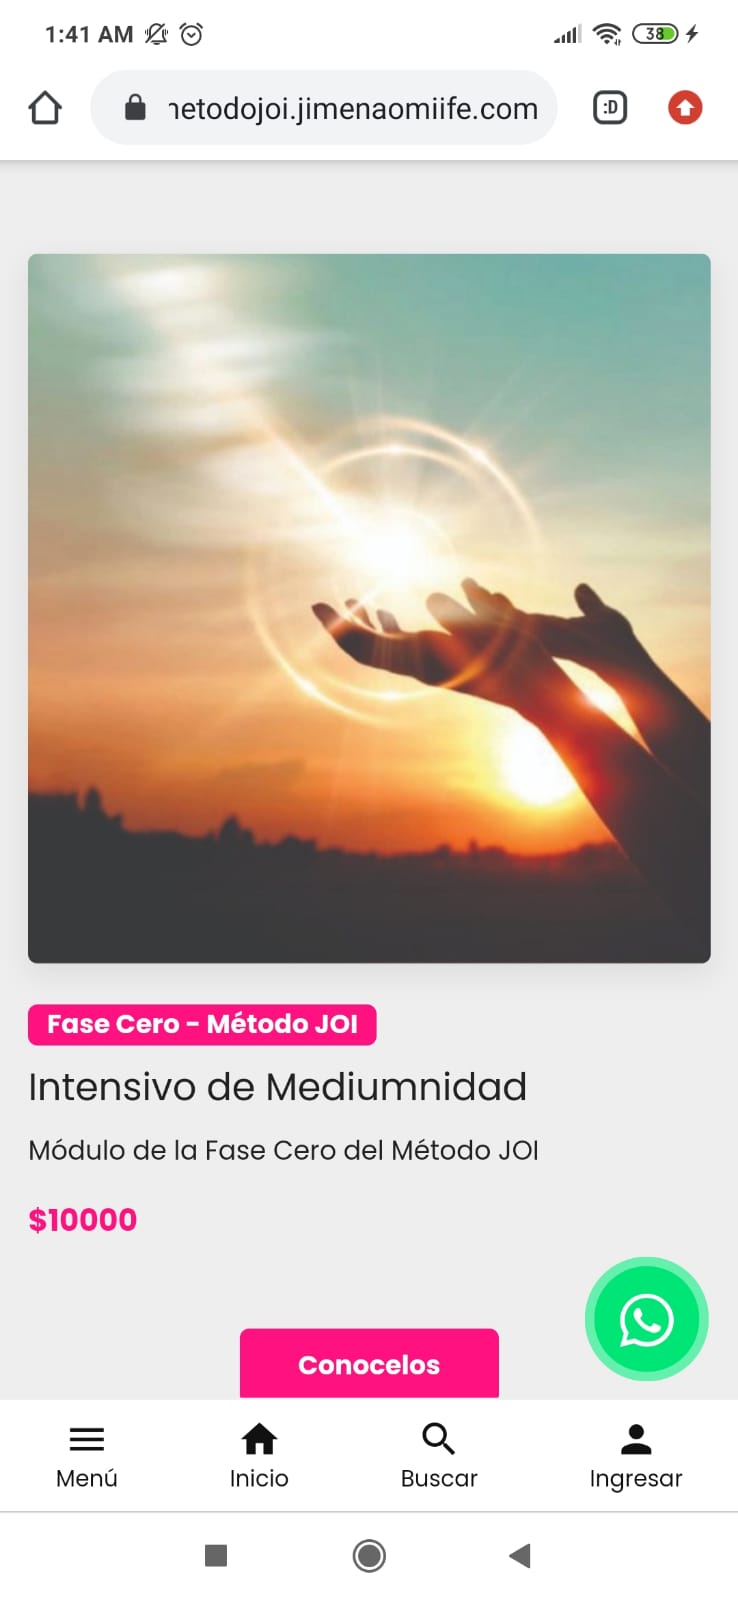 1:41 AM 38
netodojoi.jimenaomiife.com :D
Fase Cero - Método JOI
Intensivo de Mediumnidad
Módulo de la Fase Cero del Método JOI
$10000
Conocelos
Menú Inicio Buscar Ingresar